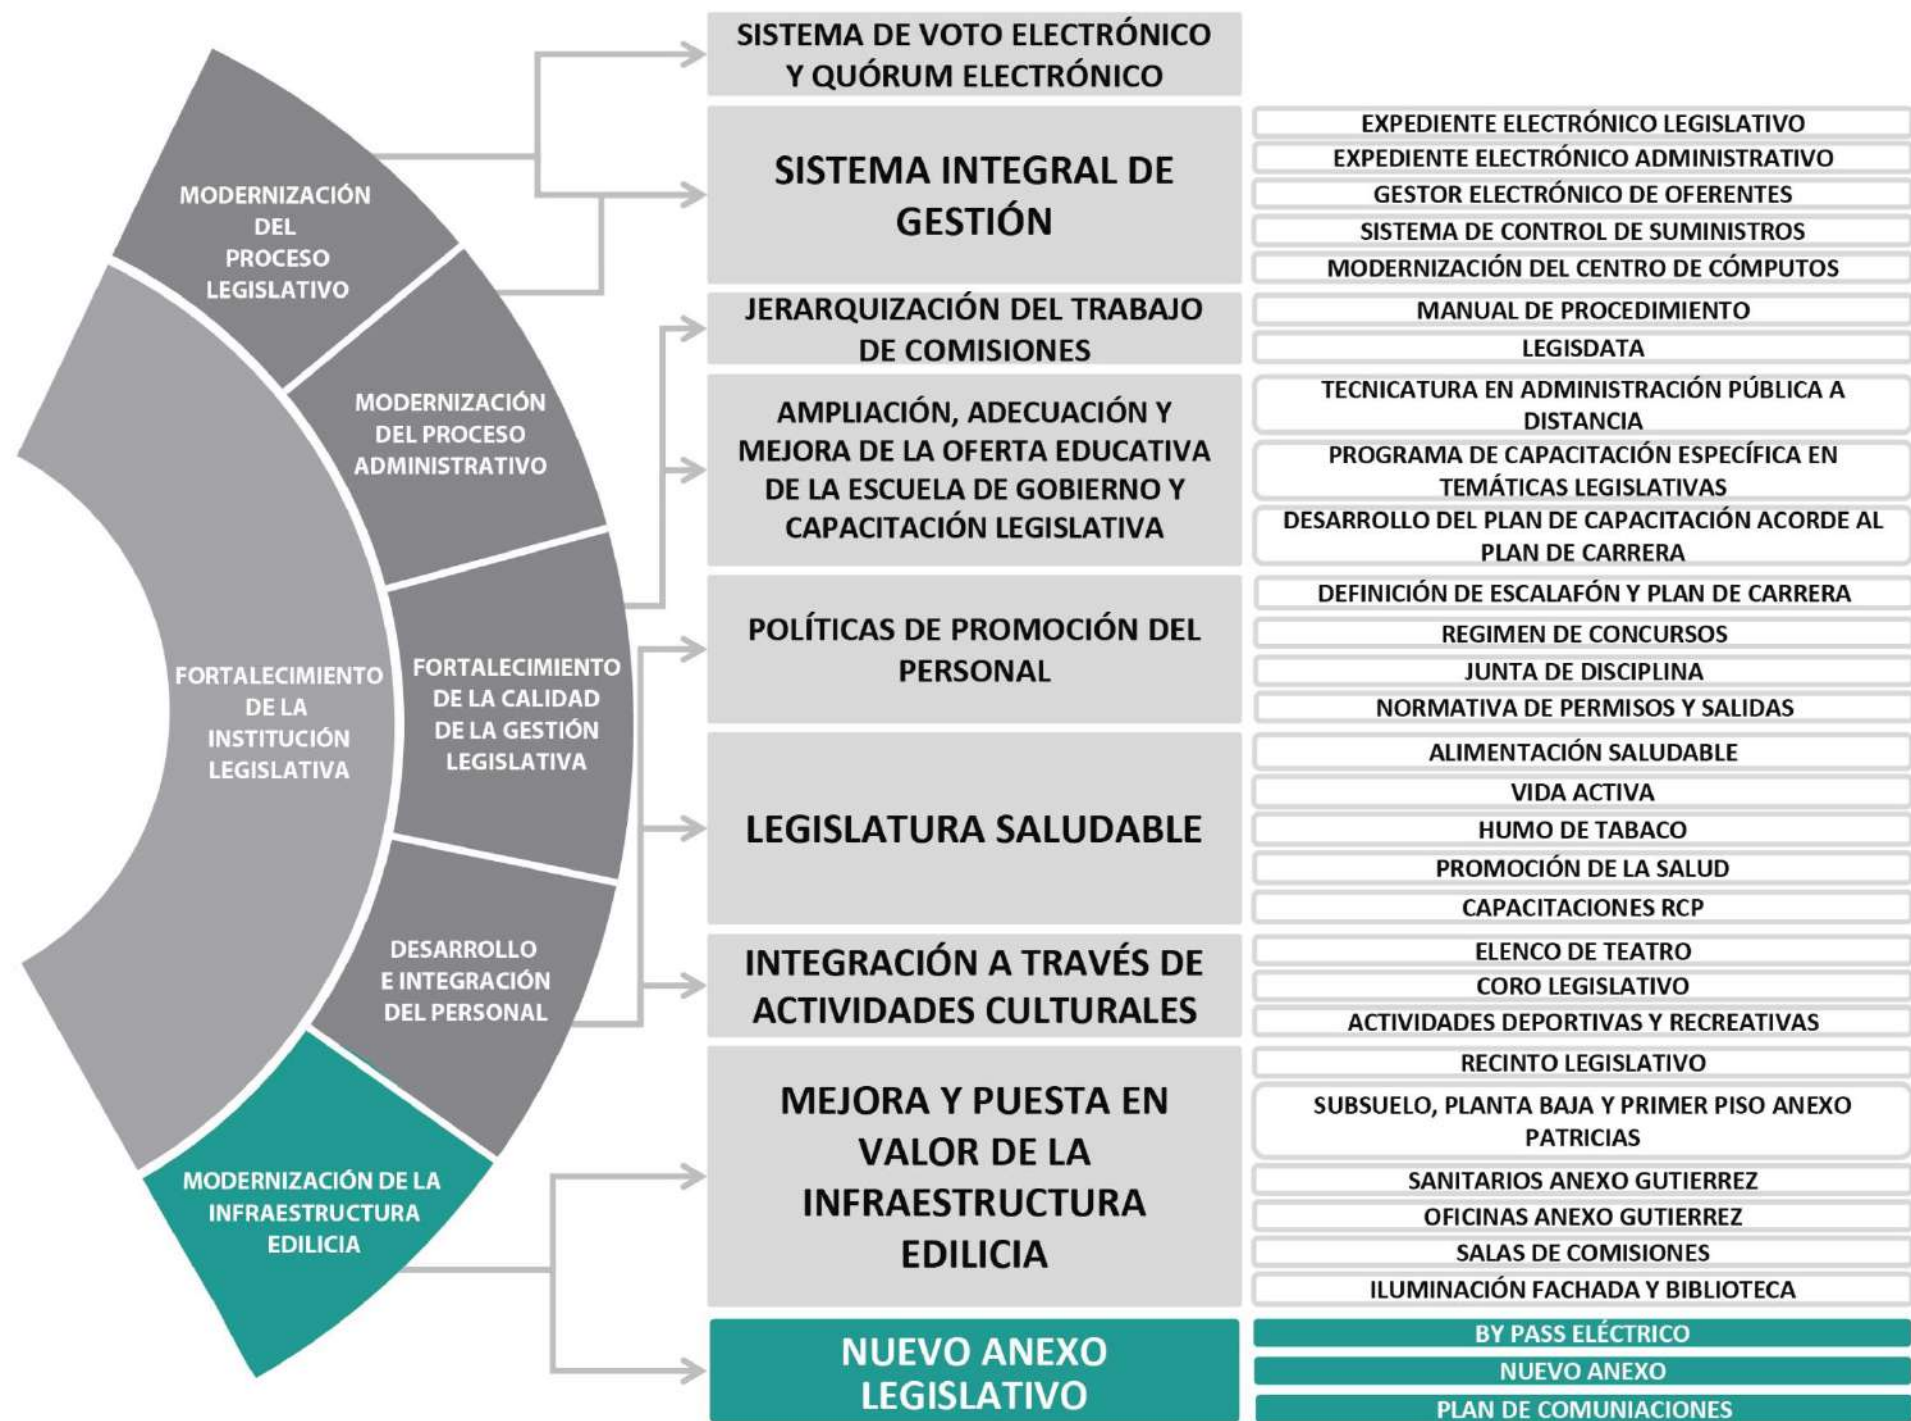 FORTALECIMIENTO
DE LA
INSTITUCIÓN
LEGISLATIVA
MODERNIZACIÓN
DEL
PROCESO
LEGISLATIVO
MODERNIZACIÓN
DEL PROCESO
ADMINISTRATIVO
FORTALECIMIENTO
DE LA CALIDAD
DE LA GESTIÓN
LEGISLATIVA
DESARROLLO
E INTEGRACIÓN
DEL PERSONAL
MODERNIZACIÓN DE LA
INFRAESTRUCTURA
EDILICIA
SISTEMA DE VOTO ELECTRÓNICO
Y QUÓRUM ELECTRÓNICO
SISTEMA INTEGRAL DE
GESTIÓN
EXPEDIENTE ELECTRÓNICO LEGISLATIVO
EXPEDIENTE ELECTRÓNICO ADMINISTRATIVO
GESTOR ELECTRÓNICO DE OFERENTES
SISTEMA DE CONTROL DE SUMINISTROS
MODERNIZACIÓN DEL CENTRO DE CÓMPUTOS
JERARQUIZACIÓN DEL TRABAJO
DE COMISIONES
MANUAL DE PROCEDIMIENTO
LEGISDATA
AMPLIACIÓN, ADECUACIÓN Y
MEJORA DE LA OFERTA EDUCATIVA
DE LA ESCUELA DE GOBIERNO Y
CAPACITACIÓN LEGISLATIVA
TECNICATURA EN ADMINISTRACIÓN PÚBLICA A
DISTANCIA
PROGRAMA DE CAPACITACIÓN ESPECÍFICA EN
TEMÁTICAS LEGISLATIVAS
DESARROLLO DEL PLAN DE CAPACITACIÓN ACORDE AL
PLAN DE CARRERA
POLÍTICAS DE PROMOCIÓN DEL
PERSONAL
DEFINICIÓN DE ESCALAFÓN Y PLAN DE CARRERA
REGIMEN DE CONCURSOS
JUNTA DE DISCIPLINA
NORMATIVA DE PERMISOS Y SALIDAS
LEGISLATURA SALUDABLE
ALIMENTACIÓN SALUDABLE
VIDA ACTIVA
HUMO DE TABACO
PROMOCIÓN DE LA SALUD
CAPACITACIONES RCP
INTEGRACIÓN A TRAVÉS DE
ACTIVIDADES CULTURALES
ELENCO DE TEATRO
CORO LEGISLATIVO
ACTIVIDADES DEPORTIVAS Y RECREATIVAS
MEJORA Y PUESTA EN
VALOR DE LA
INFRAESTRUCTURA
EDILICIA
RECINTO LEGISLATIVO
SUBSUELO, PLANTA BAJA Y PRIMER PISO ANEXO
PATRICIAS
SANITARIOS ANEXO GUTIERREZ
OFICINAS ANEXO GUTIERREZ
SALAS DE COMISIONES
ILUMINACIÓN FACHADA Y BIBLIOTECA
NUEVO ANEXO
LEGISLATIVO
BY PASS ELÉCTRICO
NUEVO ANEXO
PLAN DE COMUNIACIONES